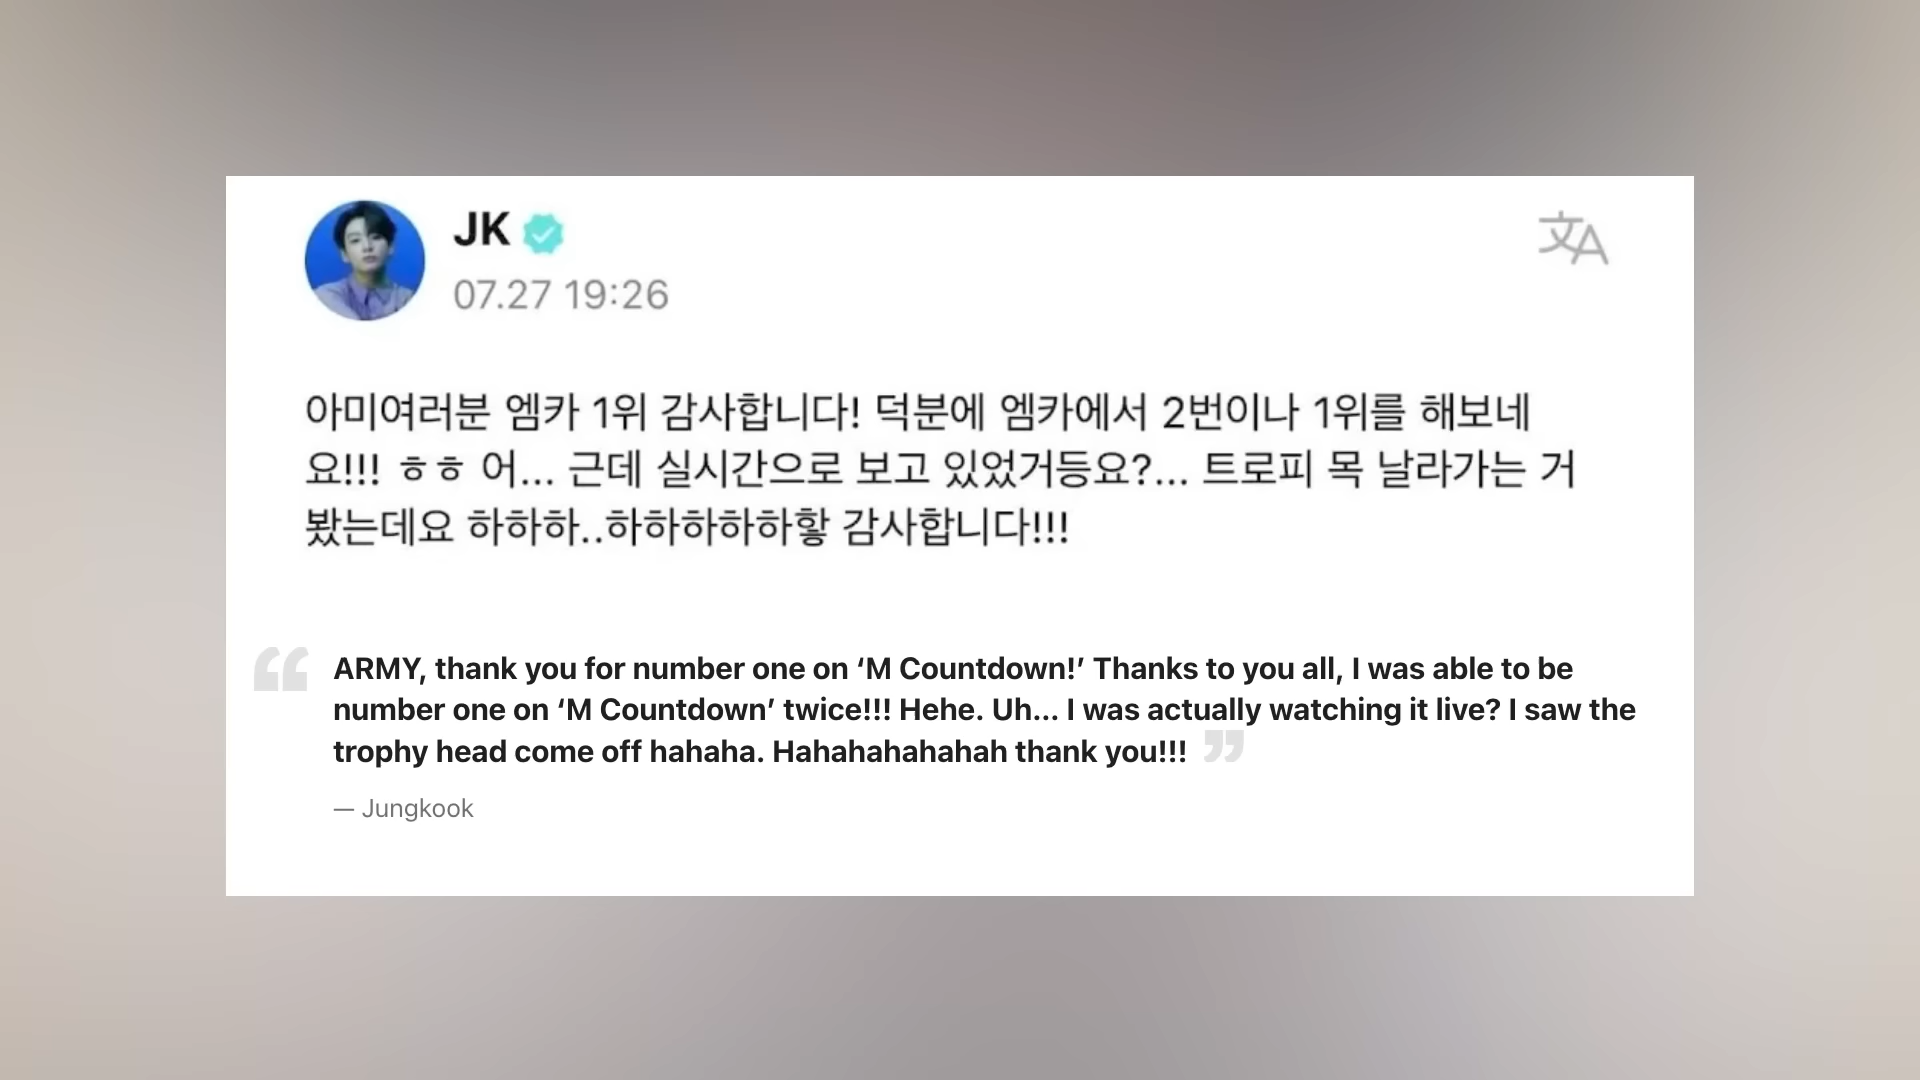 JK
07.27 19:26
아미여러분 엠카 1위 감사합니다! 덕분에 엠카에서 2번이나 1위를 해보네
요!!! ㅎㅎ 어... 근데 실시간으로 보고 있었거등요?... 트로피 목 날라가는 거
봤는데요 하하하..하하하하하핳 감사합니다!!!
“ ARMY, thank you for number one on ‘M Countdown!’ Thanks to you all, I was able to be
number one on ‘M Countdown’ twice!!! Hehe. Uh... I was actually watching it live? I saw the
trophy head come off hahaha. Hahahahahahah thank you!!! ”
— Jungkook